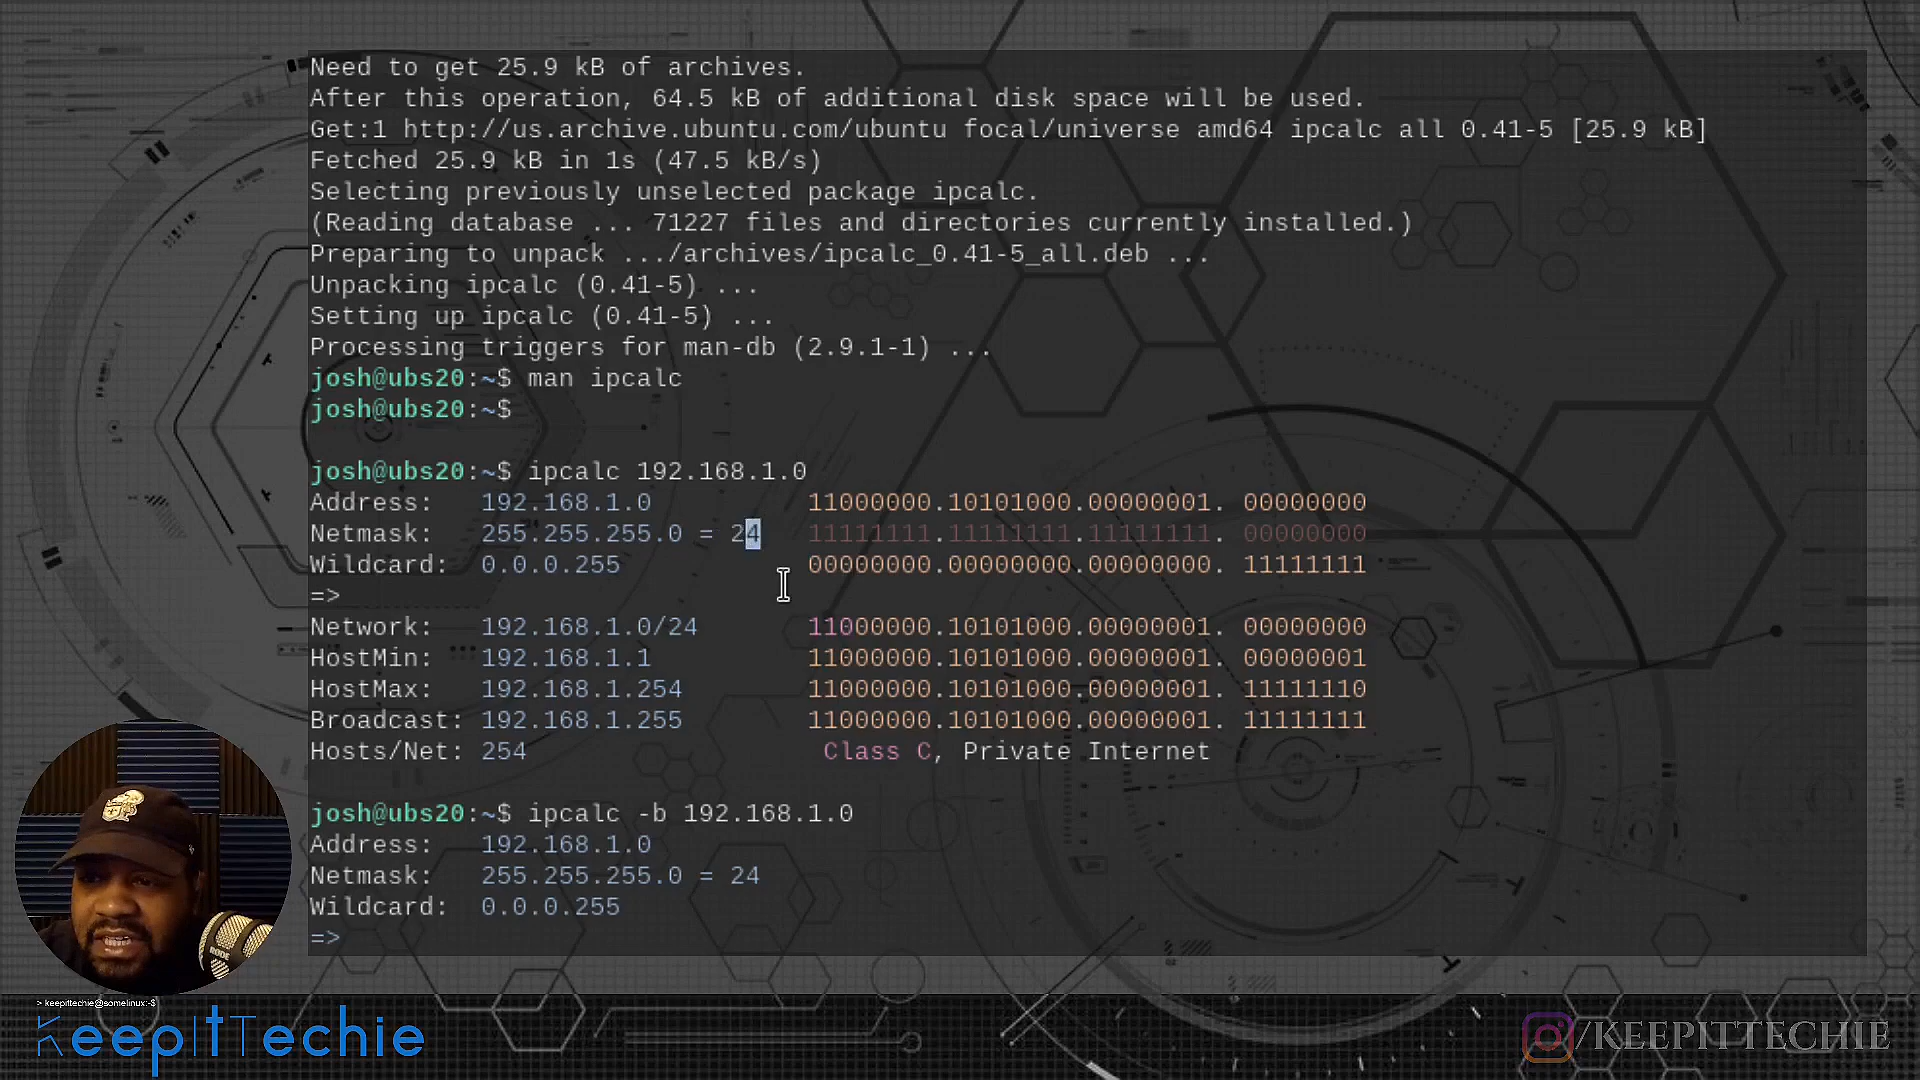 Need to get 25.9 kB of archives.
After this operation, 64.5 kB of additional disk space will be used.
Get:1 http://us.archive.ubuntu.com/ubuntu focal/universe amd64 ipcalc all 0.41-5 [25.9 kB]
Fetched 25.9 kB in 1s (47.5 kB/s)
Selecting previously unselected package ipcalc.
(Reading database ... 71227 files and directories currently installed.)
Preparing to unpack .../archives/ipcalc_0.41-5_all.deb ...
Unpacking ipcalc (0.41-5) ...
Setting up ipcalc (0.41-5) ...
Processing triggers for man-db (2.9.1-1) ...
josh@ubs20:~$ man ipcalc
josh@ubs20:~$
josh@ubs20:~$ ipcalc 192.168.1.0
Address:   192.168.1.0          11000000.10101000.00000001. 00000000
Netmask:   255.255.255.0 = 24   11111111.11111111.11111111. 00000000
Wildcard:  0.0.0.255            00000000.00000000.00000000. 11111111
=>
Network:   192.168.1.0/24       11000000.10101000.00000001. 00000000
HostMin:   192.168.1.1          11000000.10101000.00000001. 00000001
HostMax:   192.168.1.254        11000000.10101000.00000001. 11111110
Broadcast: 192.168.1.255        11000000.10101000.00000001. 11111111
Hosts/Net: 254                   Class C, Private Internet
josh@ubs20:~$ ipcalc -b 192.168.1.0
Address:   192.168.1.0
Netmask:   255.255.255.0 = 24
Wildcard:  0.0.0.255
=>
RODE
> keepittechie@somelinux:~$
KeepItTechie
/KEEPITTECHIE